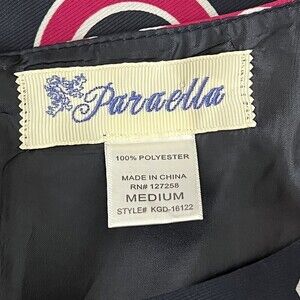 Paraella
100% POLYESTER
MADE IN CHINA
RN# 127258
MEDIUM
STYLE# KGD-16122